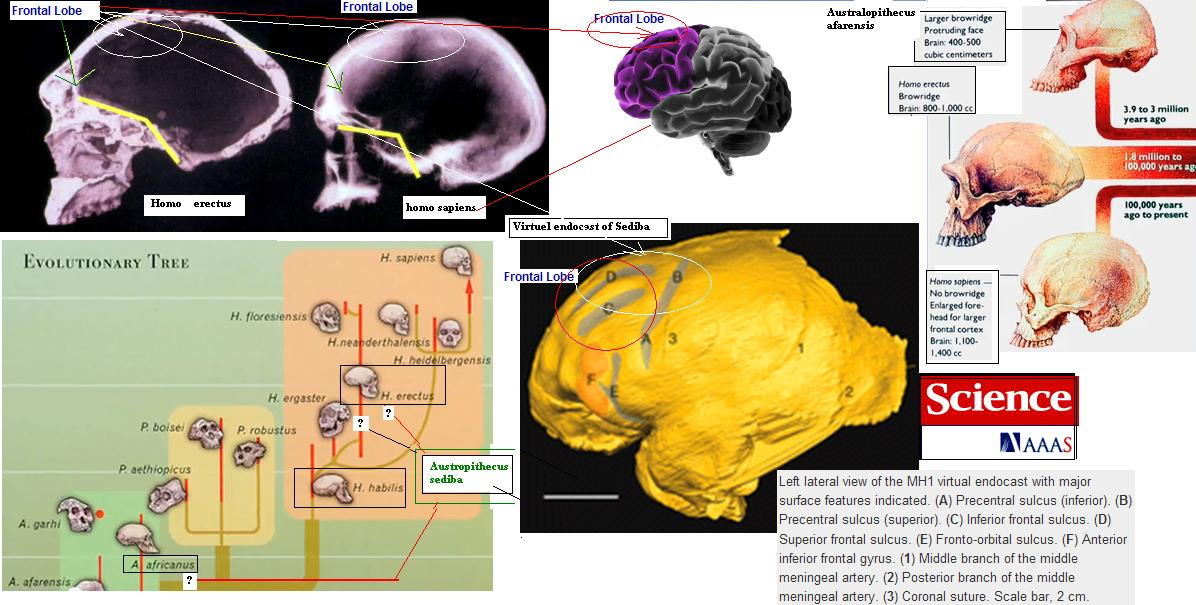 Frontal Lobe
Frontal Lobe
Homo erectus
homo sapiens
Frontal Lobe
Australopithecus
afarensis
Larger browridge
Protruding face
Brain: 400-500
cubic centimeters
Homo erectus
Browridge
Brain: 800-1,000 cc
3.9 to 3 million
years ago
1.8 million to
100,000 years ag
100,000 years
ago to present
Homo sapiens —
No browridge
Enlarged fore-
head for larger
frontal cortex
Brain: 1,100-
1,400 cc
Virtuel endocast of Sediba
Frontal Lobe
D
B
C
A
3
1
F
E
2
EVOLUTIONARY TREE
H. sapiens
H. floresiensis
H.neanderthalensis
H. heidelbergensis
H. erectus
H. ergaster
?
?
P. boisei
P. robustus
P. aethiopicus
H. habilis
Austropithecus
sediba
A. garhi
A. africanus
?
A. afarensis
Science
AAAS
Left lateral view of the MH1 virtual endocast with major
surface features indicated. (A) Precentral sulcus (inferior). (B)
Precentral sulcus (superior). (C) Inferior frontal sulcus. (D)
Superior frontal sulcus. (E) Fronto-orbital sulcus. (F) Anterior
inferior frontal gyrus. (1) Middle branch of the middle
meningeal artery. (2) Posterior branch of the middle
meningeal artery. (3) Coronal suture. Scale bar, 2 cm.